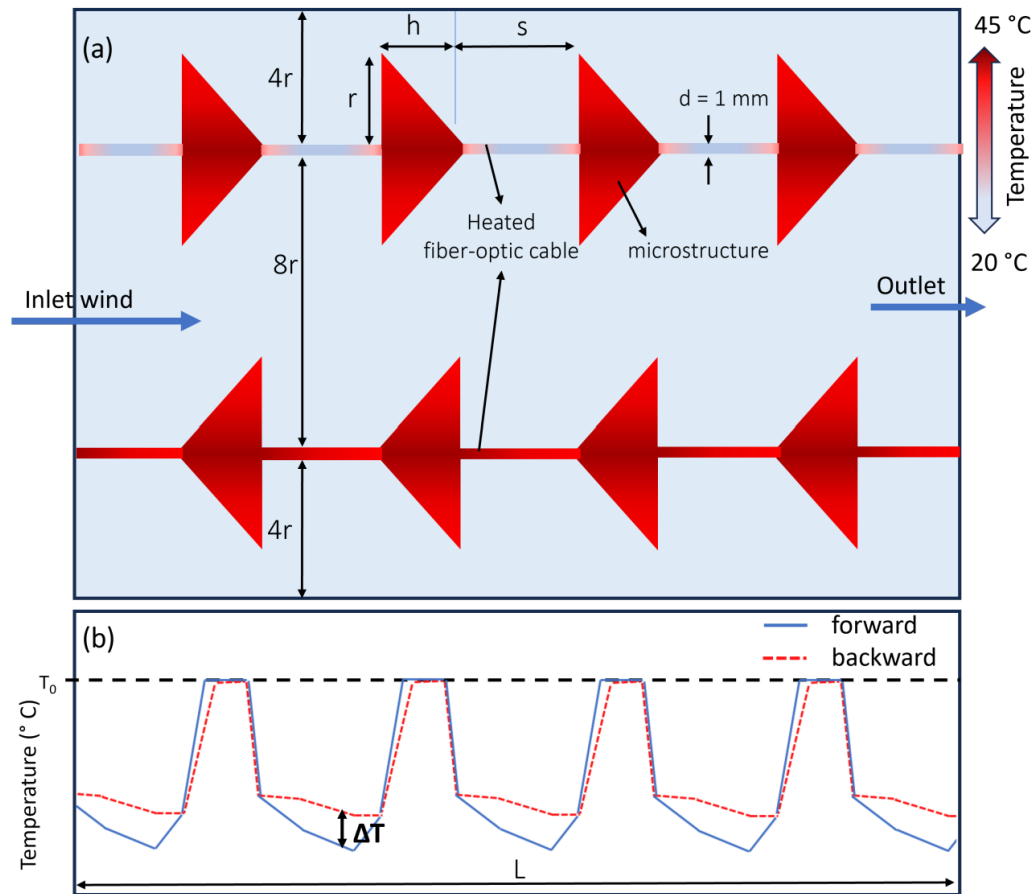 (a)
4r
h
s
45 °C
r
d = 1 mm
Temperature
Heated
fiber-optic cable
microstructure
8r
20 °C
Inlet wind
Outlet
4r
(b)
forward
backward
T₀
Temperature (° C)
ΔT
L